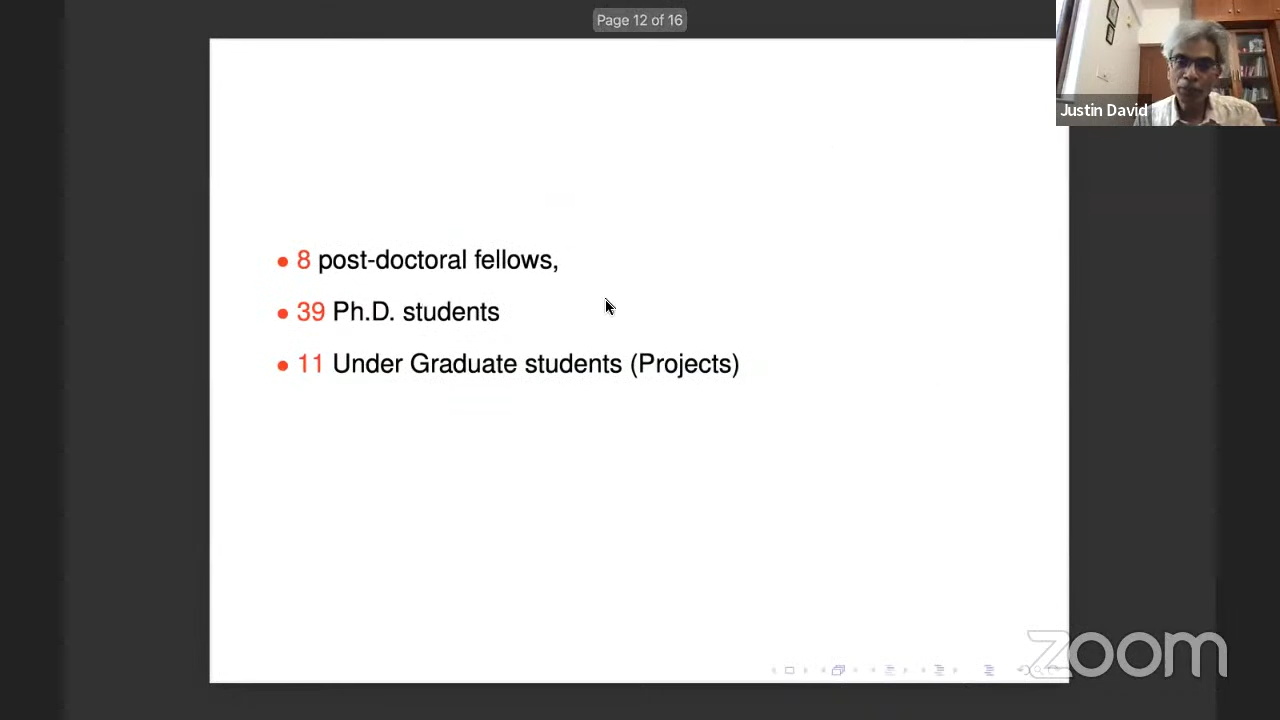 Page 12 of 16
Justin David
8 post-doctoral fellows,
39 Ph.D. students
11 Under Graduate students (Projects)
zoom